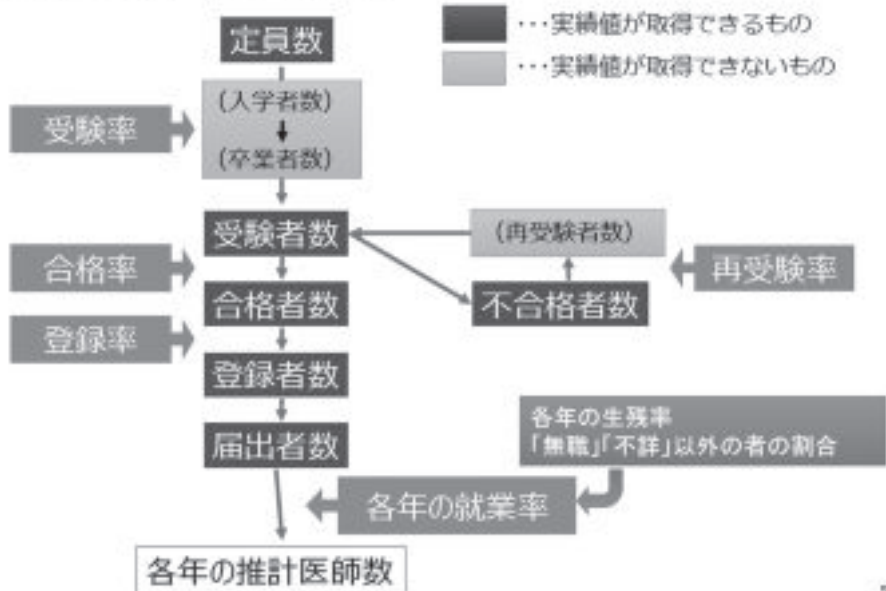 定員数
･･･実績値が取得できるもの
･･･実績値が取得できないもの
(入学者数)
(卒業者数)
受験率
受験者数
(再受験者数)
再受験率
合格率
合格者数
不合格者数
登録率
登録者数
届出者数
各年の生残率
「無職」「不詳」以外の者の割合
各年の就業率
各年の推計医師数